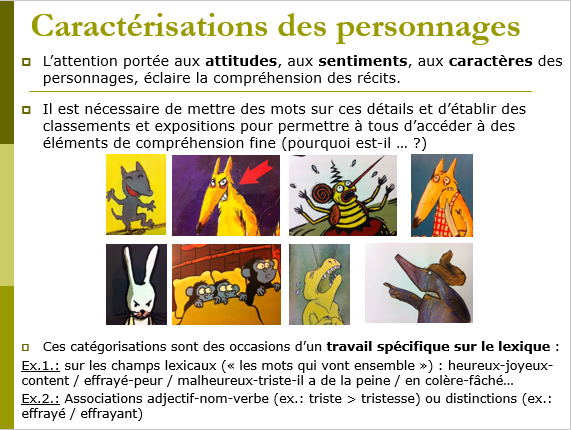 Caractérisations des personnages
L’attention portée aux attitudes, aux sentiments, aux caractères des
personnages, éclaire la compréhension des récits.
Il est nécessaire de mettre des mots sur ces détails et d’établir des
classements et expositions pour permettre à tous d’accéder à des
éléments de compréhension fine (pourquoi est-il … ?)
Ces catégorisations sont des occasions d’un travail spécifique sur le lexique :
Ex.1.: sur les champs lexicaux (« les mots qui vont ensemble ») : heureux-joyeux-
content / effrayé-peur / malheureux-triste-il a de la peine / en colère-fâché…
Ex.2.: Associations adjectif-nom-verbe (ex.: triste > tristesse) ou distinctions (ex.:
effrayé / effrayant)